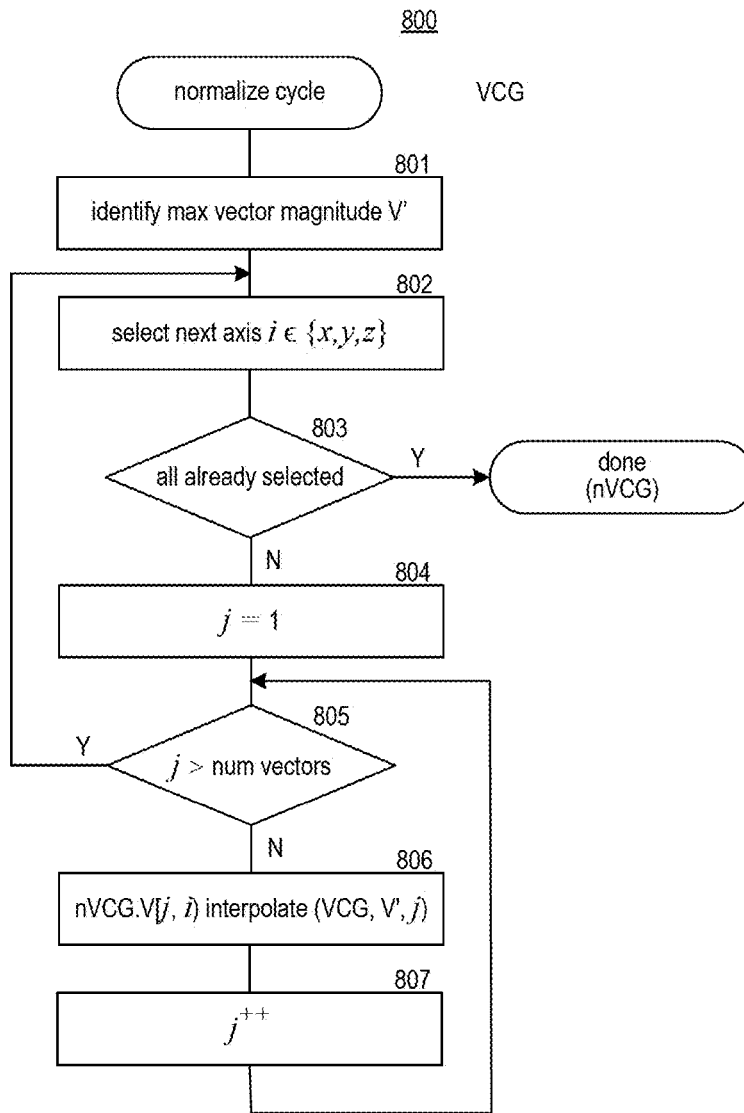 800
normalize cycle
VCG
801
identify max vector magnitude V'
802
select next axis i ϵ {x,y,z}
803
all already selected
Y
done
(nVCG)
N
804
j = 1
805
Y
j > num vectors
N
806
nVCG.V[j, i) interpolate (VCG, V', j)
807
j++